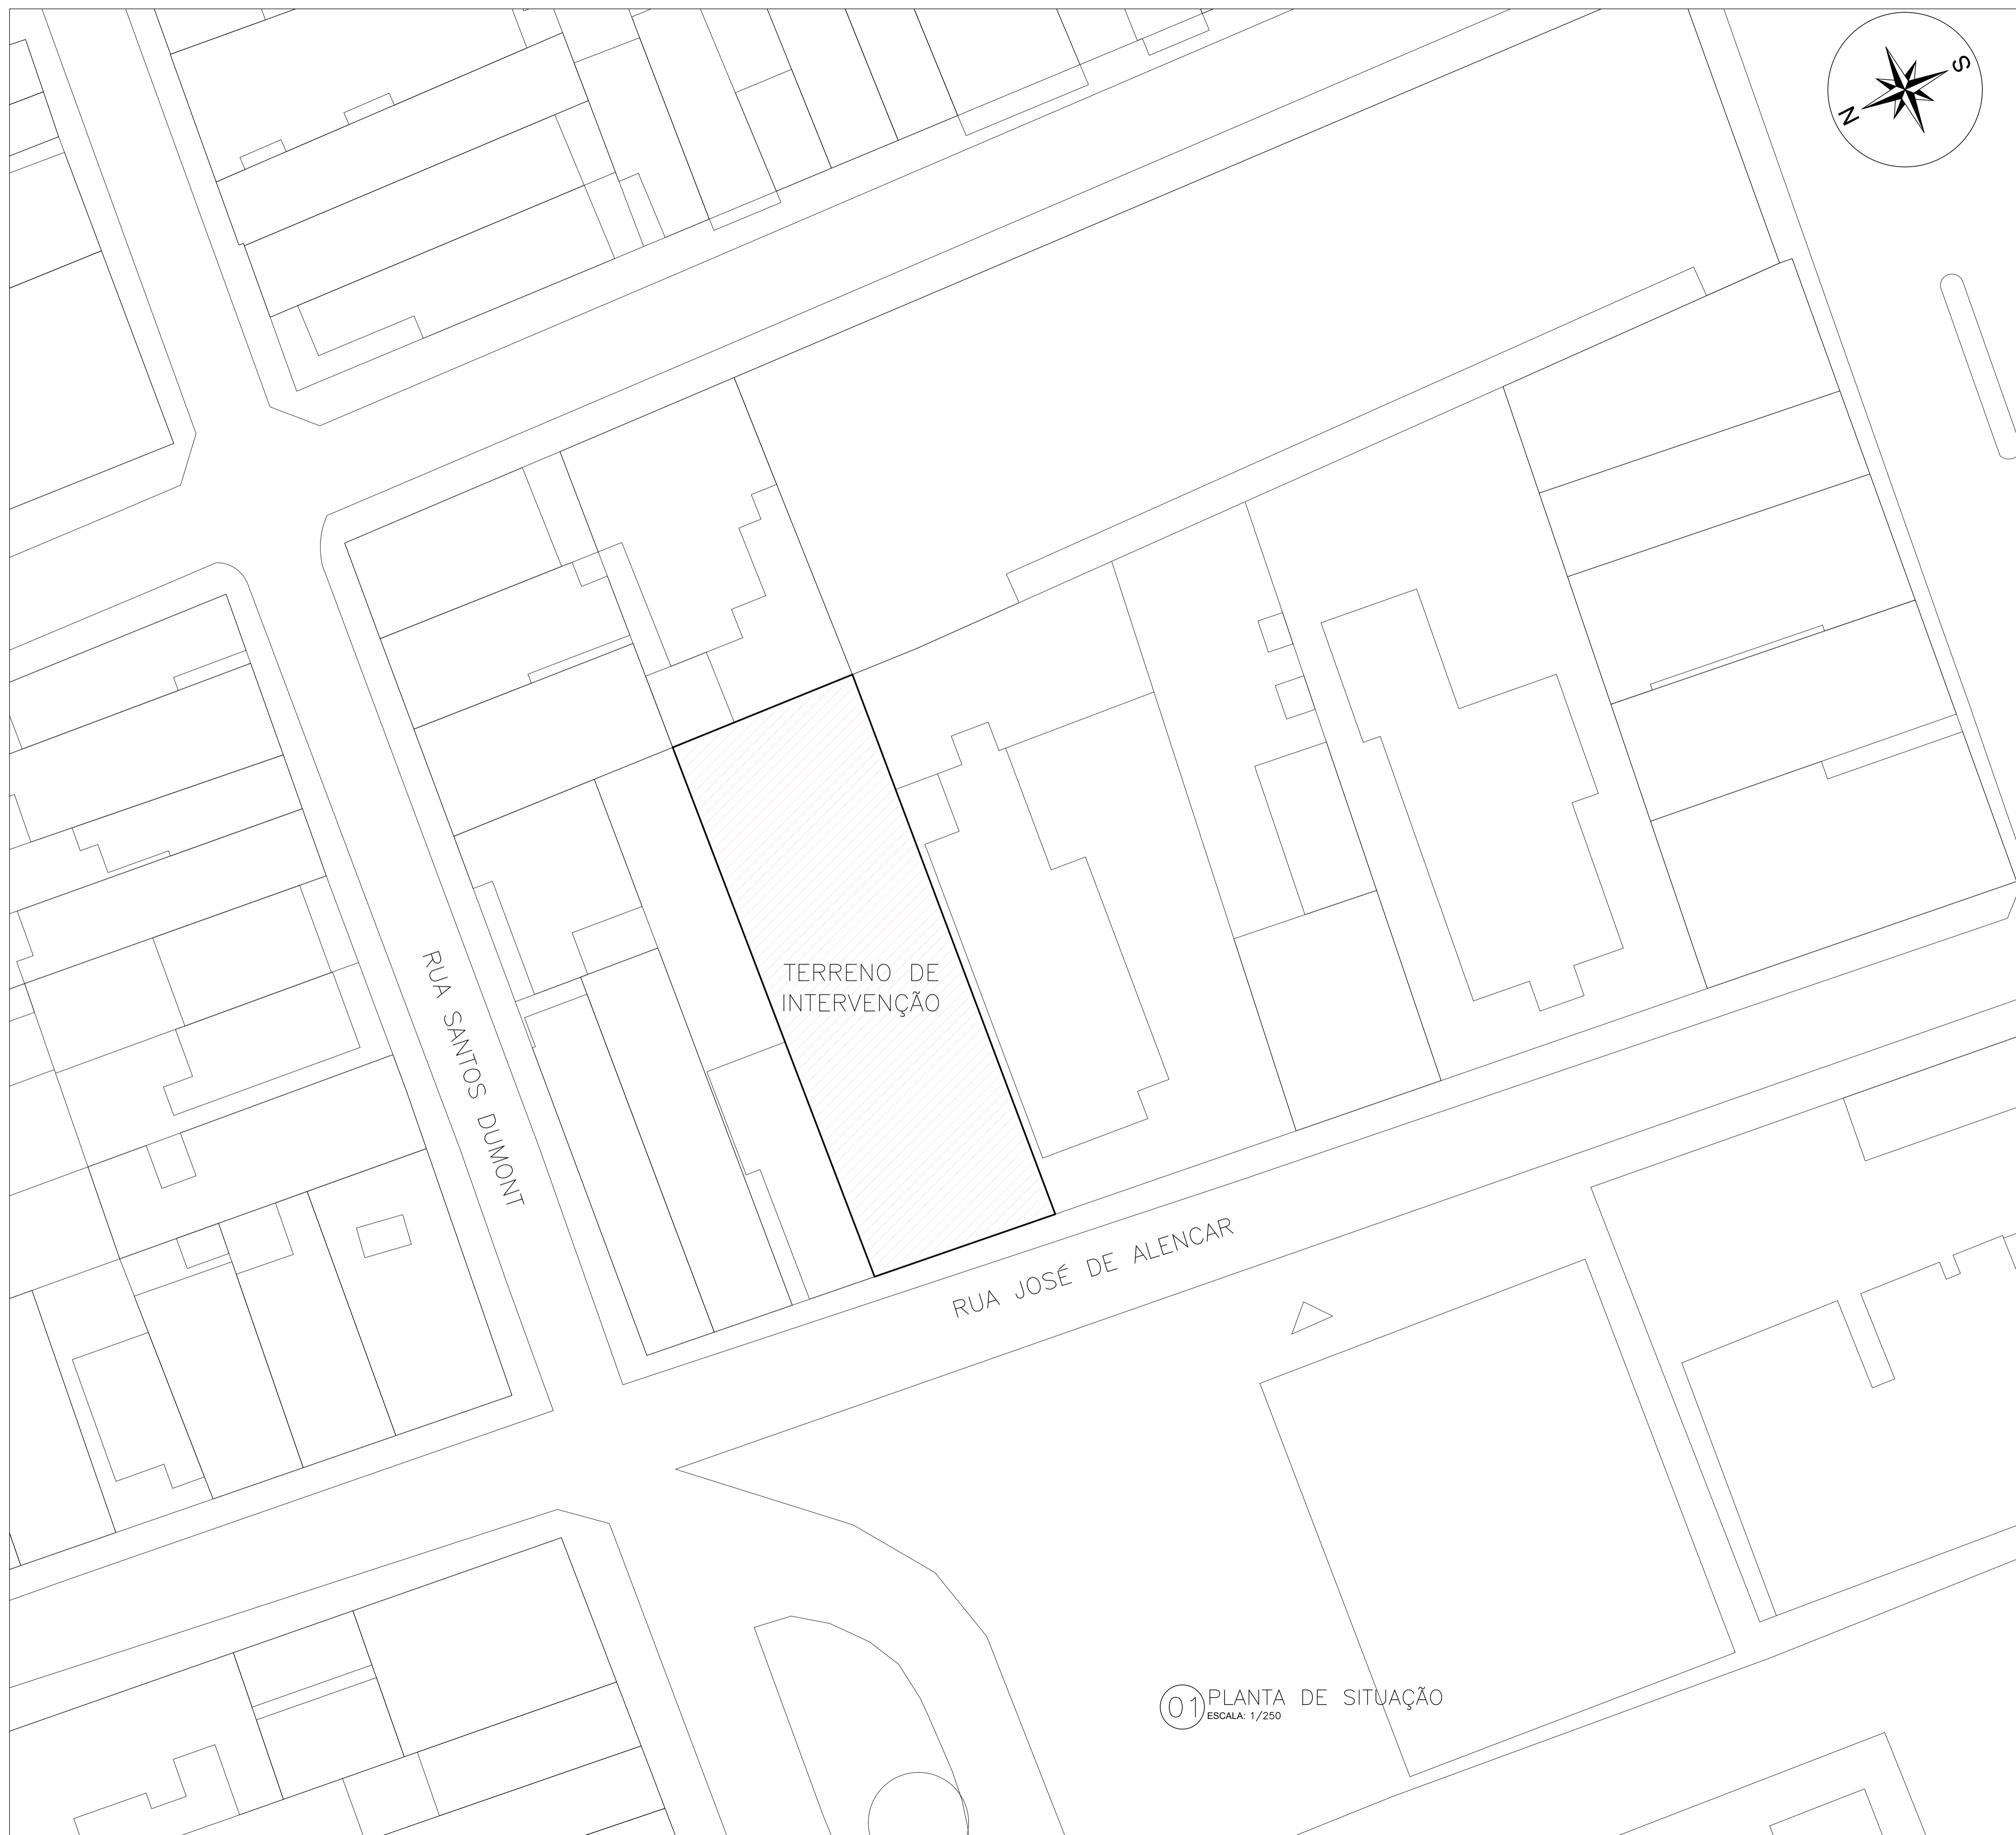 S
N
TERRENO DE
INTERVENÇÃO
RUA SANTOS DUMONT
RUA JOSÉ DE ALENCAR
01 PLANTA DE SITUAÇÃO
ESCALA: 1/250